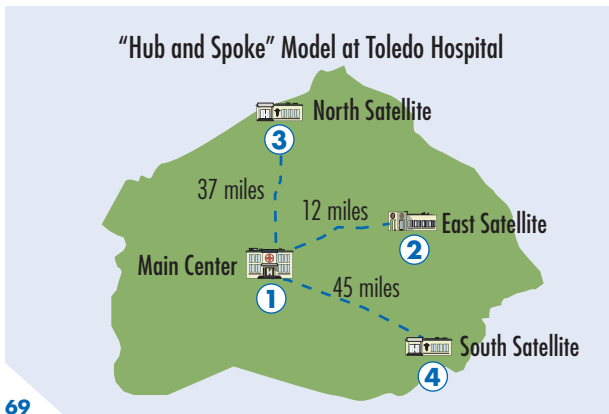 “Hub and Spoke” Model at Toledo Hospital
North Satellite
3
37 miles
12 miles
East Satellite
2
Main Center
1
45 miles
South Satellite
4
69